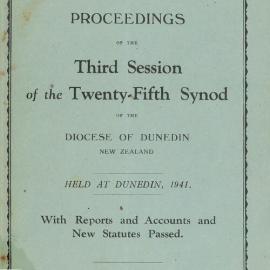 PROCEEDINGS
OF THE
Third Session
of the Twenty-Fifth Synod
OF THE
DIOCESE OF DUNEDIN
NEW ZEALAND
HELD AT DUNEDIN, 1941.
With Reports and Accounts and
New Statutes Passed.